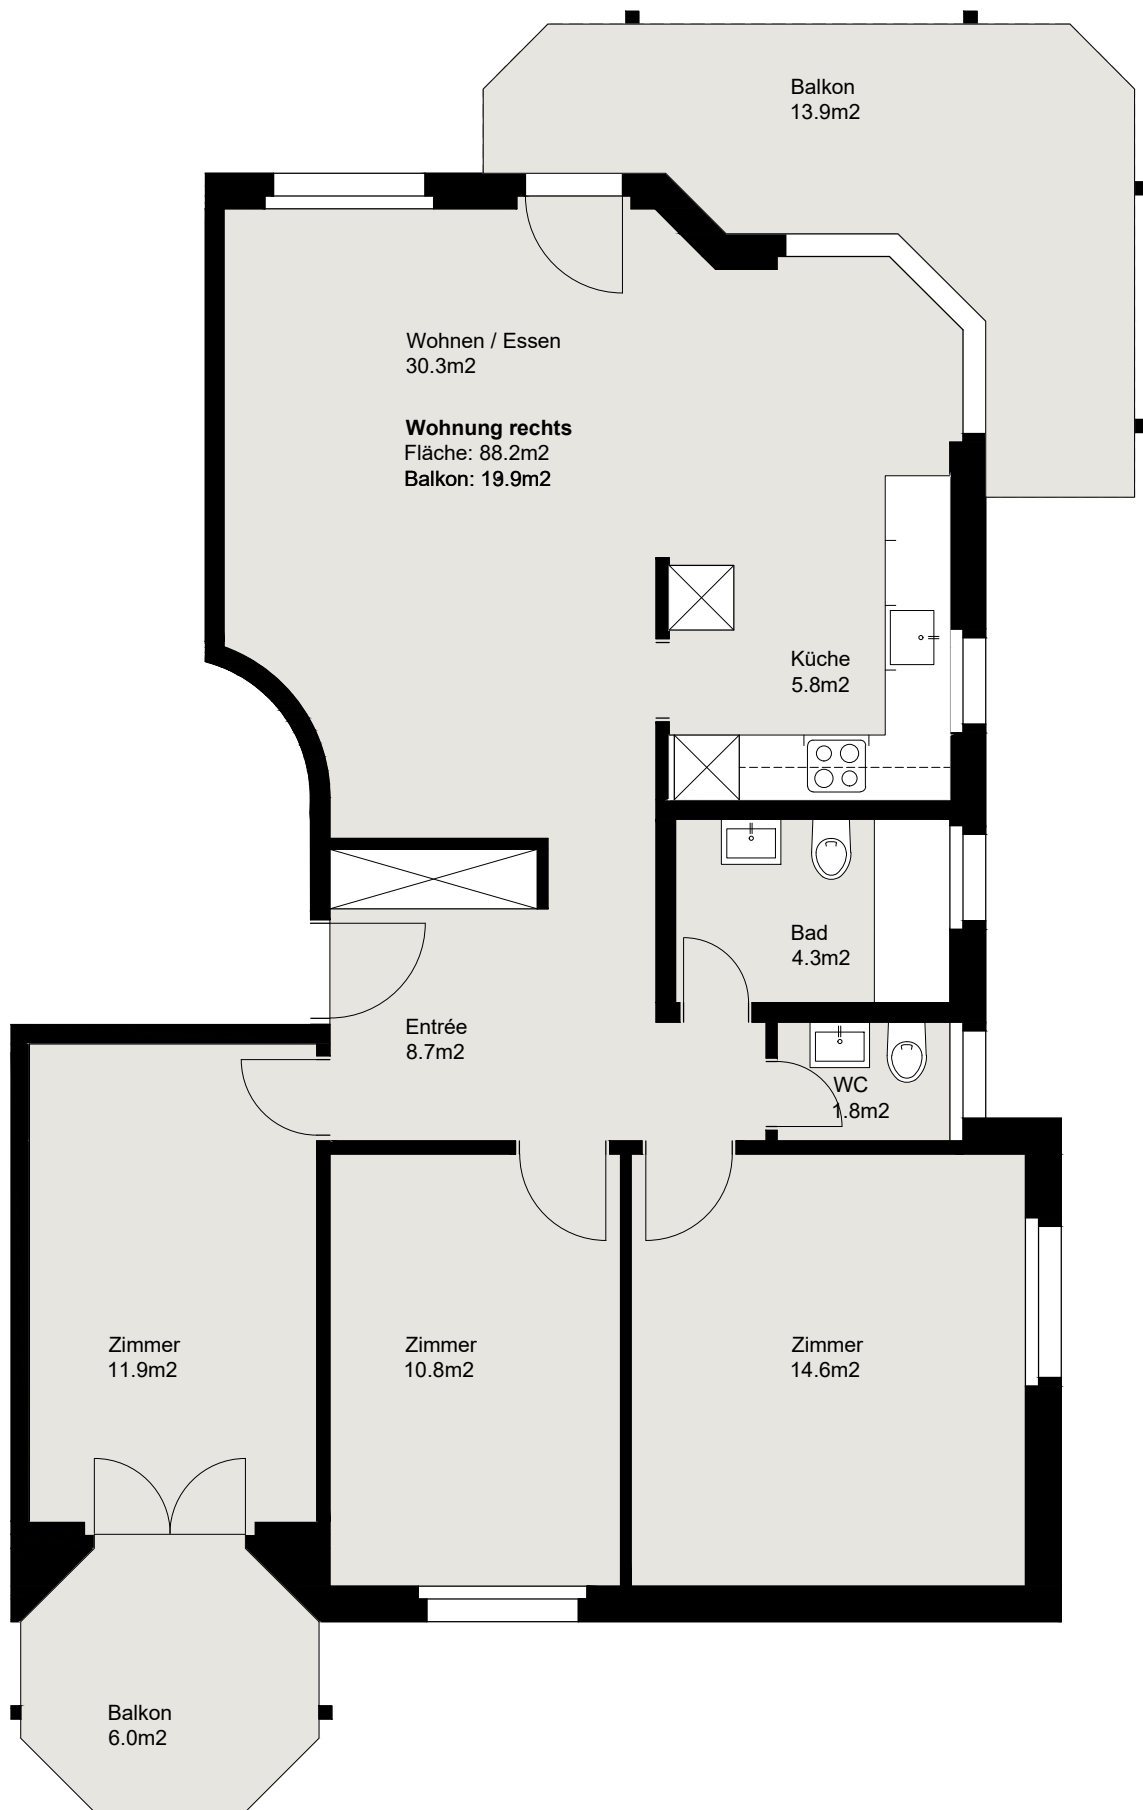 Balkon
13.9m2
Wohnen / Essen
30.3m2
Wohnung rechts
Fläche: 88.2m2
Balkon: 19.9m2
Küche
5.8m2
Bad
4.3m2
Entrée
8.7m2
WC
1.8m2
Zimmer
11.9m2
Zimmer
10.8m2
Zimmer
14.6m2
Balkon
6.0m2